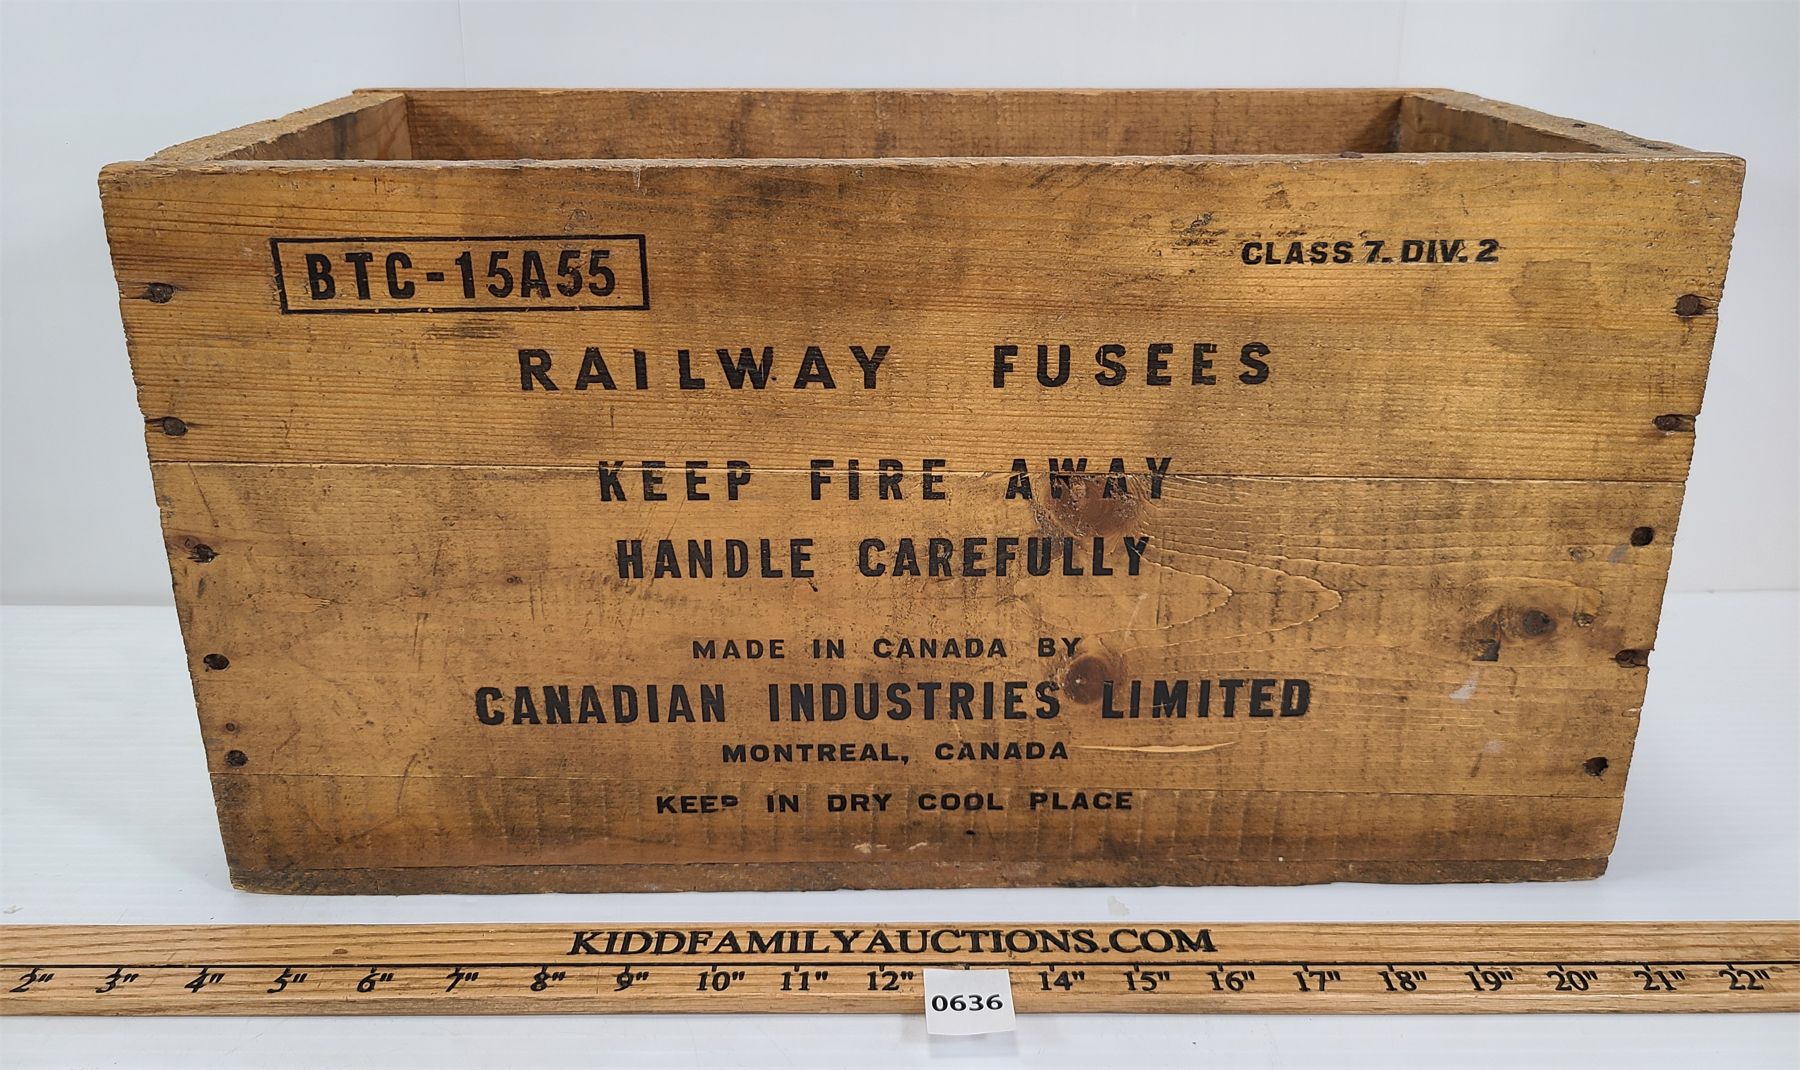 BTC-15A55
CLASS 7. DIV. 2
RAILWAY FUSEES
KEEP FIRE AWAY
HANDLE CAREFULLY
MADE IN CANADA BY
CANADIAN INDUSTRIES LIMITED
MONTREAL, CANADA
KEEP IN DRY COOL PLACE
KIDDFAMILYAUCTIONS.COM
2" 3" 4" 5" 6" 7" 8" 9" 10" 11" 12" 14" 15" 16" 17" 18" 19" 20" 21" 22"
0636